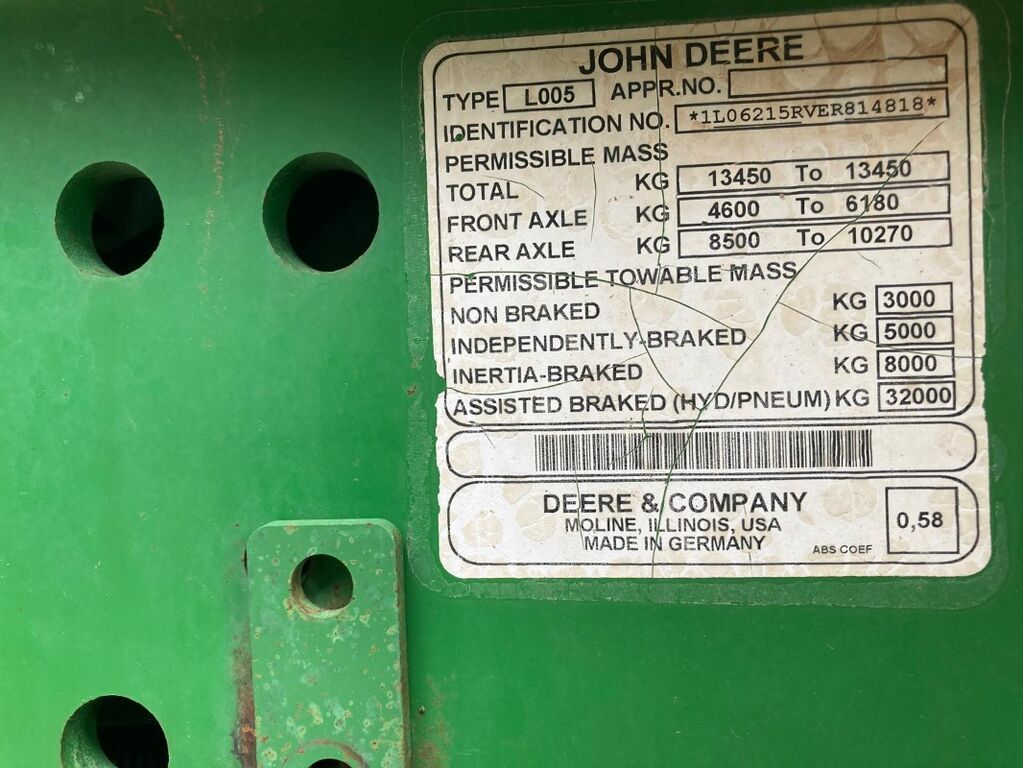 JOHN DEERE
TYPE L005 APPR.NO.
IDENTIFICATION NO. *1L06215RVER814818*
PERMISSIBLE MASS
TOTAL KG 13450 To 13450
FRONT AXLE KG 4600 To 6180
REAR AXLE KG 8500 To 10270
PERMISSIBLE TOWABLE MASS
NON BRAKED KG 3000
INDEPENDENTLY-BRAKED KG 5000
INERTIA-BRAKED KG 8000
ASSISTED BRAKED (HYD/PNEUM) KG 32000
DEERE & COMPANY
MOLINE, ILLINOIS, USA
MADE IN GERMANY
ABS COEF 0,58